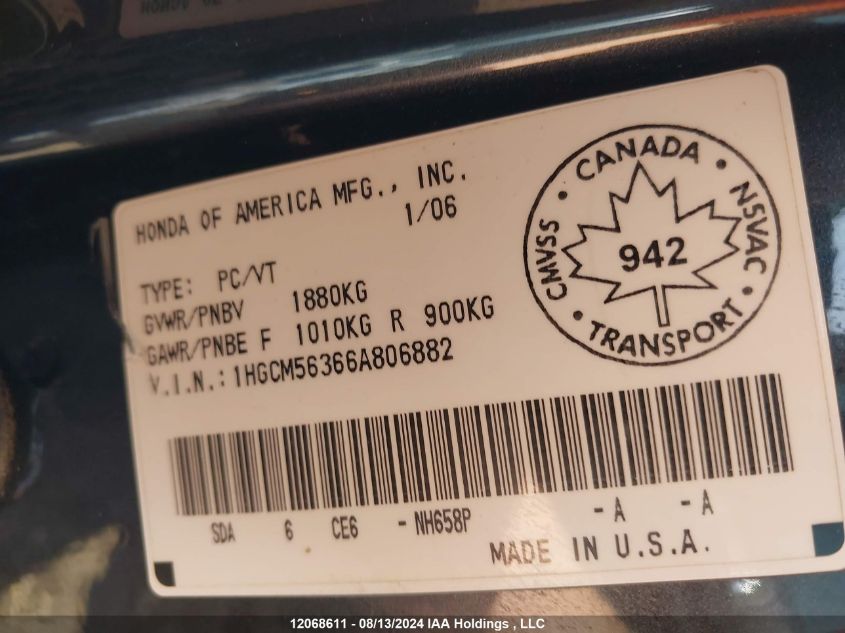 HONDA OF AMERICA MFG., INC.
1/06
TYPE: PC/VT
GVWR/PNBV 1880KG
GAWR/PNBE F 1010KG R 900KG
V.I.N.:1HGCM56366A806882
• CANADA •
CMVSS 942 NSVAC
• TRANSPORT •
SDA 6 CE6 -NH658P -A -A
MADE IN U.S.A.
12068611 - 08/13/2024 IAA Holdings , LLC